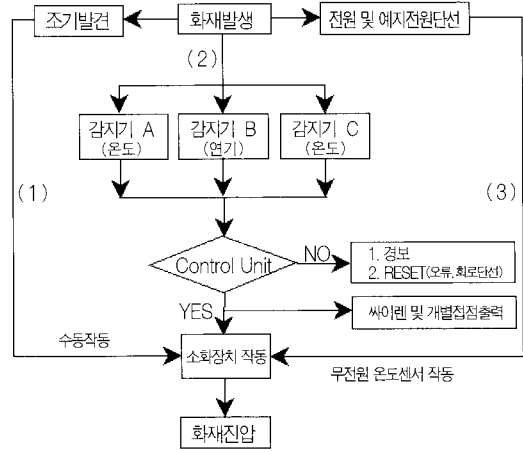 조기발견
화재발생
전원 및 예지전원단선
(2)
감지기 A
(온도)
감지기 B
(연기)
감지기 C
(온도)
(1)
(3)
Control Unit
NO
1. 경보
2. RESET(오류, 회로단선)
YES
싸이렌 및 개별접점출력
수동작동
소화장치 작동
무전원 온도센서 작동
화재진압